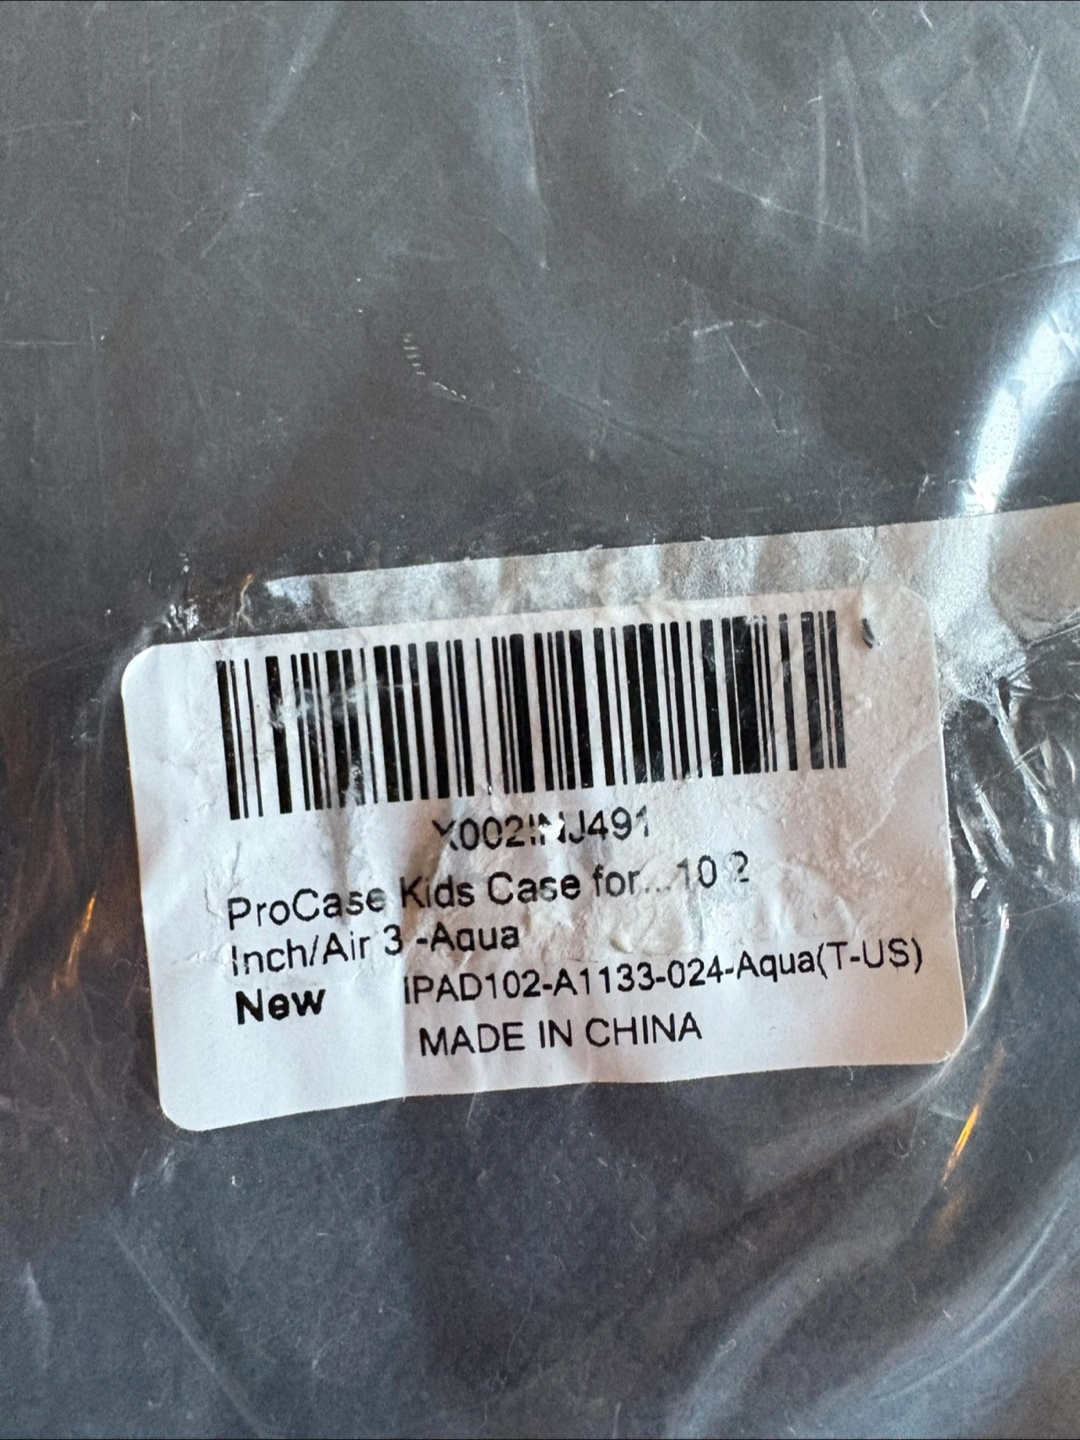 ProCase Kids Case for...10 2
Inch/Air 3 -Aqua
New IPAD102-A1133-024-Aqua(T-US)
MADE IN CHINA